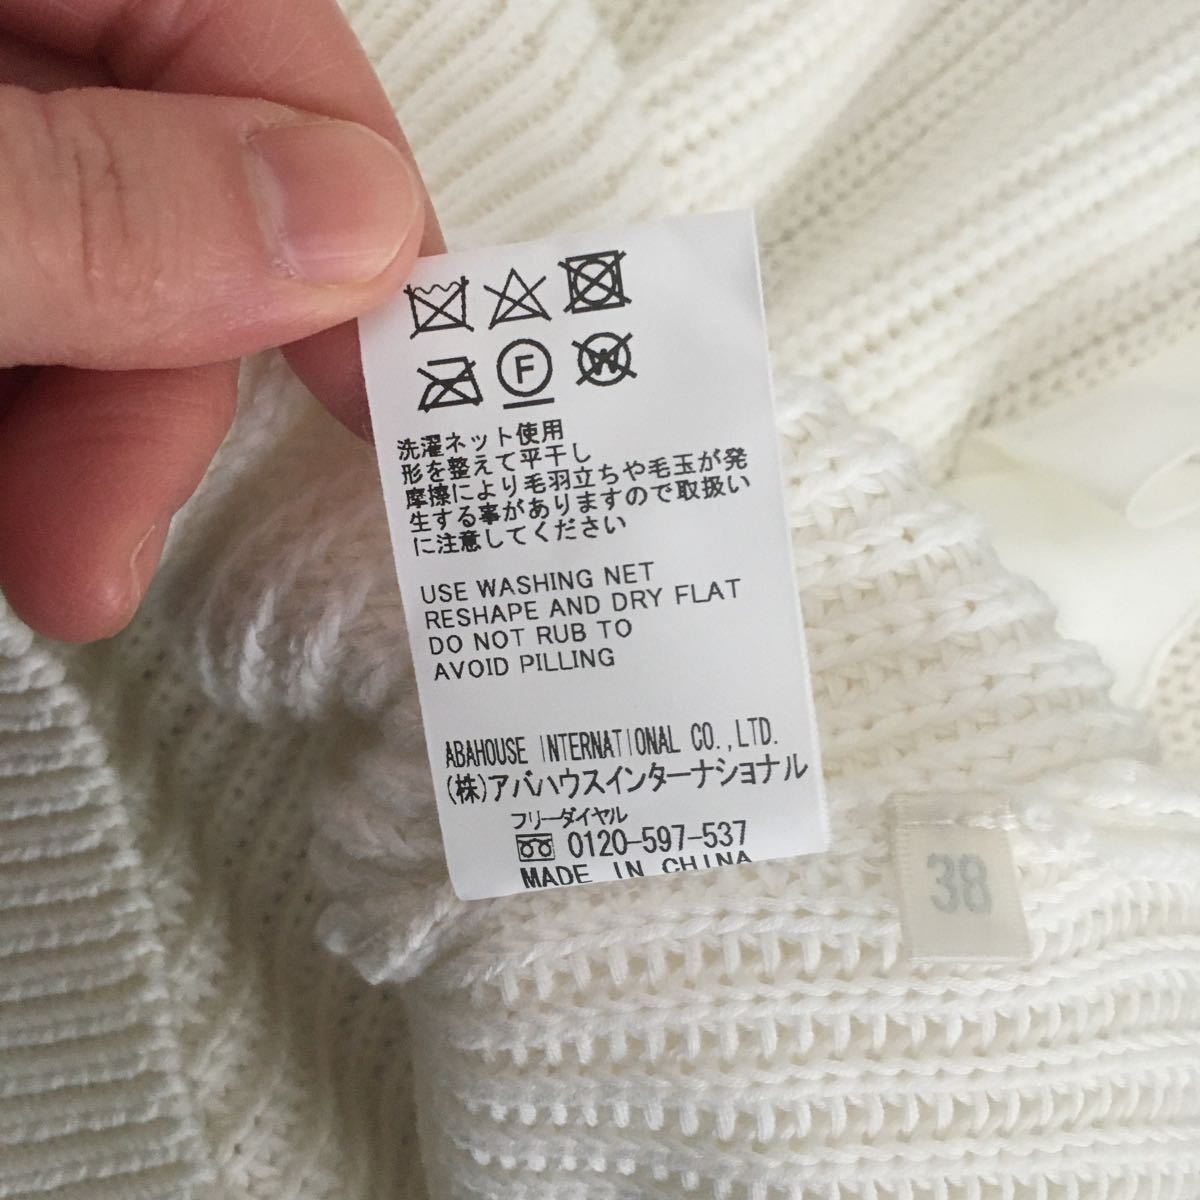 F
W
洗濯ネット使用
形を整えて平干し
摩擦により毛羽立ちや毛玉が発
生する事がありますので取扱い
に注意してください
USE WASHING NET
RESHAPE AND DRY FLAT
DO NOT RUB TO
AVOID PILLING
ABAHOUSE INTERNATIONAL CO.,LTD.
(株)アバハウスインターナショナル
フリーダイヤル
0120-597-537
MADE IN CHINA
38